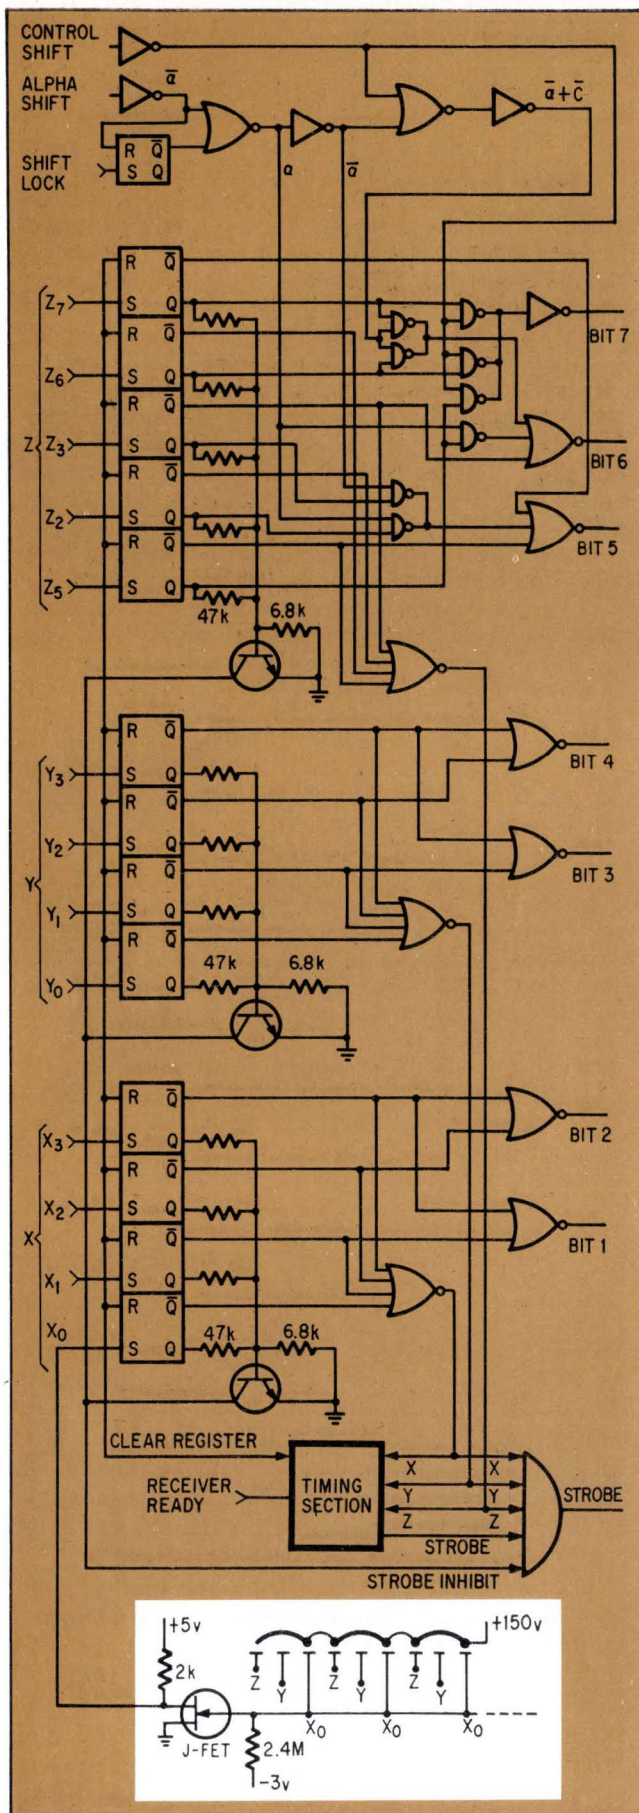 CONTROL SHIFT
ALPHA SHIFT
ᾱ
ᾱ + C̄
R Q̄
S Q
SHIFT LOCK
α
ᾱ
R Q̄
Z7 S Q
R Q̄
Z6 S Q
R Q̄
Z Z3 S Q
R Q̄
Z2 S Q
R Q̄
Z5 S Q
BIT 7
BIT 6
BIT 5
47k
6.8k
R Q̄
Y3 S Q
R Q̄
Y2 S Q
R Q̄
Y Y1 S Q
R Q̄
Y0 S Q
47k
6.8k
BIT 4
BIT 3
R Q̄
X3 S Q
R Q̄
X2 S Q
R Q̄
X X1 S Q
R Q̄
X0 S Q
47k
6.8k
BIT 2
BIT 1
CLEAR REGISTER
RECEIVER READY
TIMING SECTION
X X
Y Y
Z Z
STROBE
STROBE
STROBE INHIBIT
+5v
2k
J-FET
2.4M
-3v
+150v
Z̄ Y X0 Z̄ Y X0 Z̄ Y X0